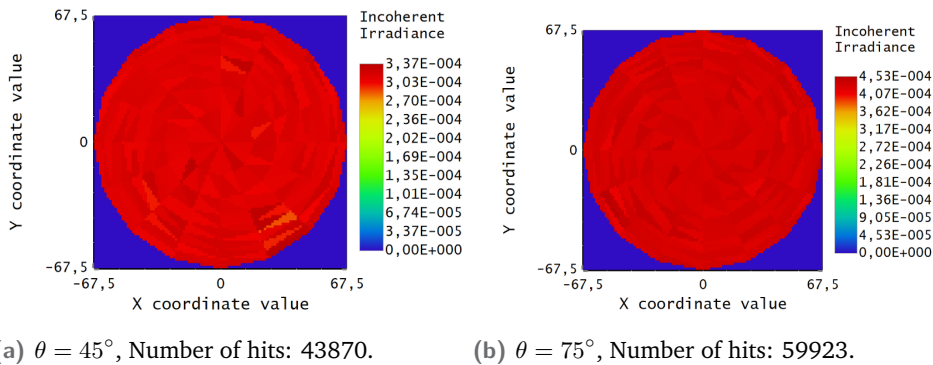 67,5
0
-67,5
Y coordinate value
-67,5 0 67,5
X coordinate value
Incoherent
Irradiance
3,37E-004
3,03E-004
2,70E-004
2,36E-004
2,02E-004
1,69E-004
1,35E-004
1,01E-004
6,74E-005
3,37E-005
0,00E+000
67,5
0
-67,5
Y coordinate value
-67,5 0 67,5
X coordinate value
Incoherent
Irradiance
4,53E-004
4,07E-004
3,62E-004
3,17E-004
2,72E-004
2,26E-004
1,81E-004
1,36E-004
9,05E-005
4,53E-005
0,00E+000
a) θ = 45°, Number of hits: 43870.
(b) θ = 75°, Number of hits: 59923.